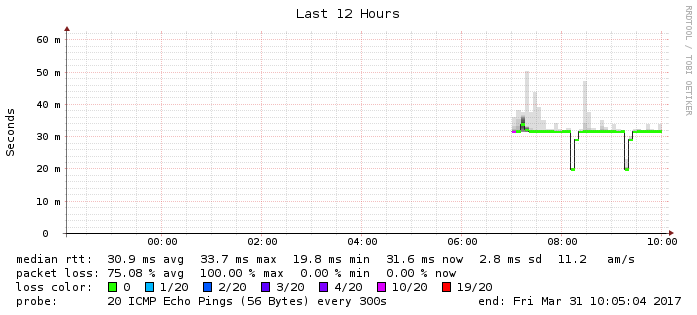 Last 12 Hours
RRDTOOL / TOBI OETIKER
Seconds
60 m
50 m
40 m
30 m
20 m
10 m
0
00:00 02:00 04:00 06:00 08:00 10:00
median rtt: 30.9 ms avg 33.7 ms max 19.8 ms min 31.6 ms now 2.8 ms sd 11.2 am/s
packet loss: 75.08 % avg 100.00 % max 0.00 % min 0.00 % now
loss color: 0 1/20 2/20 3/20 4/20 10/20 19/20
probe: 20 ICMP Echo Pings (56 Bytes) every 300s end: Fri Mar 31 10:05:04 2017